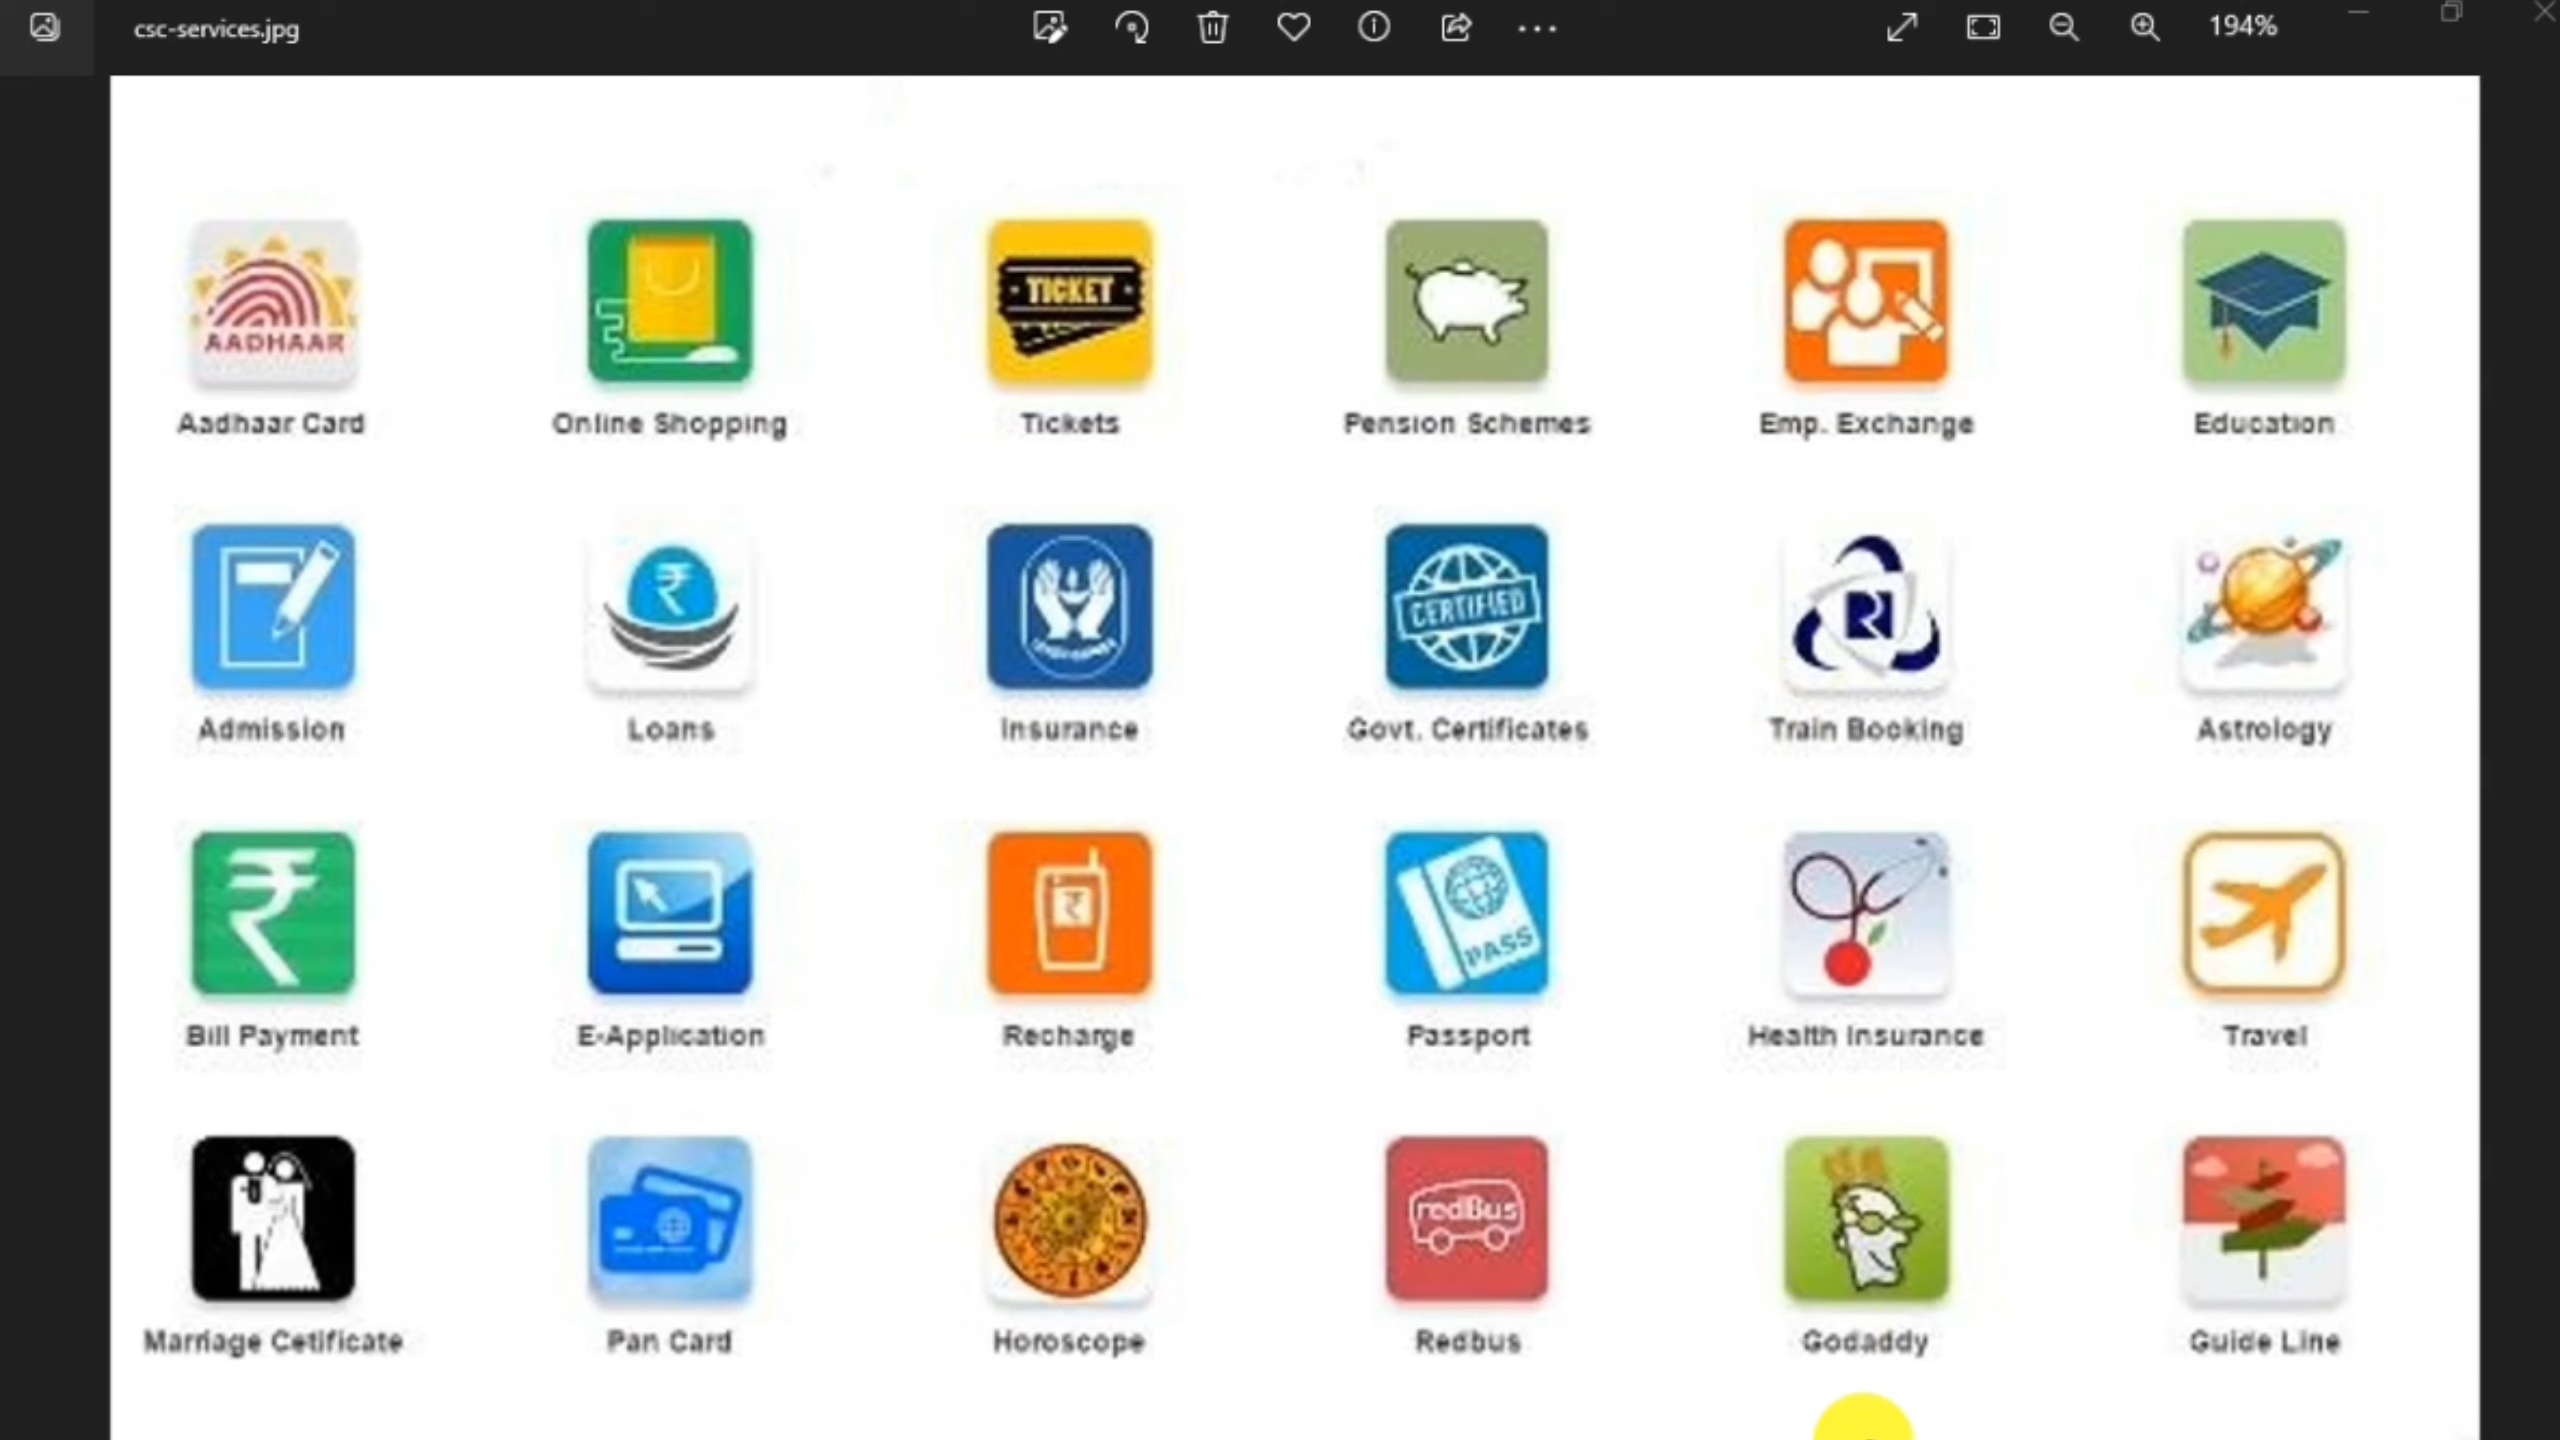 csc-services.jpg
194%
AADHAAR
TICKET
Aadhaar Card
Online Shopping
Tickets
Pension Schemes
Emp. Exchange
Education
CERTIFIED
Admission
Loans
Insurance
Govt. Certificates
Train Booking
Astrology
PASS
Bill Payment
E-Application
Recharge
Passport
Health Insurance
Travel
redBus
Marriage Cetificate
Pan Card
Horoscope
Redbus
Godaddy
Guide Line